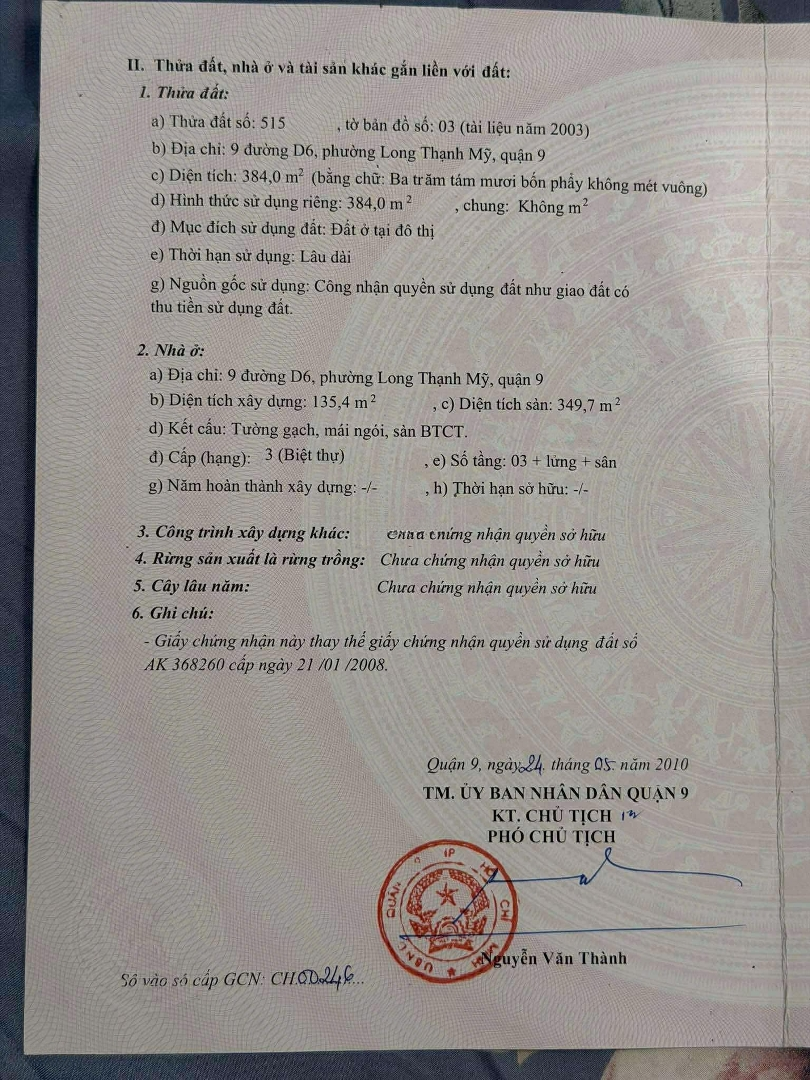 II. Thửa đất, nhà ở và tài sản khác gắn liền với đất:
1. Thửa đất:
a) Thửa đất số: 515 , tờ bản đồ số: 03 (tài liệu năm 2003)
b) Địa chỉ: 9 đường D6, phường Long Thạnh Mỹ, quận 9
c) Diện tích: 384,0 m² (bằng chữ: Ba trăm tám mươi bốn phẩy không mét vuông)
d) Hình thức sử dụng riêng: 384,0 m² , chung: Không m²
đ) Mục đích sử dụng đất: Đất ở tại đô thị
e) Thời hạn sử dụng: Lâu dài
g) Nguồn gốc sử dụng: Công nhận quyền sử dụng đất như giao đất có
thu tiền sử dụng đất.
2. Nhà ở:
a) Địa chỉ: 9 đường D6, phường Long Thạnh Mỹ, quận 9
b) Diện tích xây dựng: 135,4 m² , c) Diện tích sàn: 349,7 m²
d) Kết cấu: Tường gạch, mái ngói, sàn BTCT.
đ) Cấp (hạng): 3 (Biệt thự) , e) Số tầng: 03 + lửng + sân
g) Năm hoàn thành xây dựng: -/- , h) Thời hạn sở hữu: -/-
3. Công trình xây dựng khác: Chưa chứng nhận quyền sở hữu
4. Rừng sản xuất là rừng trồng: Chưa chứng nhận quyền sở hữu
5. Cây lâu năm: Chưa chứng nhận quyền sở hữu
6. Ghi chú:
- Giấy chứng nhận này thay thế giấy chứng nhận quyền sử dụng đất số
AK 368260 cấp ngày 21 /01 /2008.
Quận 9, ngày 24. tháng 05. năm 2010
TM. ỦY BAN NHÂN DÂN QUẬN 9
KT. CHỦ TỊCH
PHÓ CHỦ TỊCH
U.B.N.D QUẬN 9 TP HỒ CHÍ MINH
Nguyễn Văn Thành
Số vào sổ cấp GCN: CH.00246...